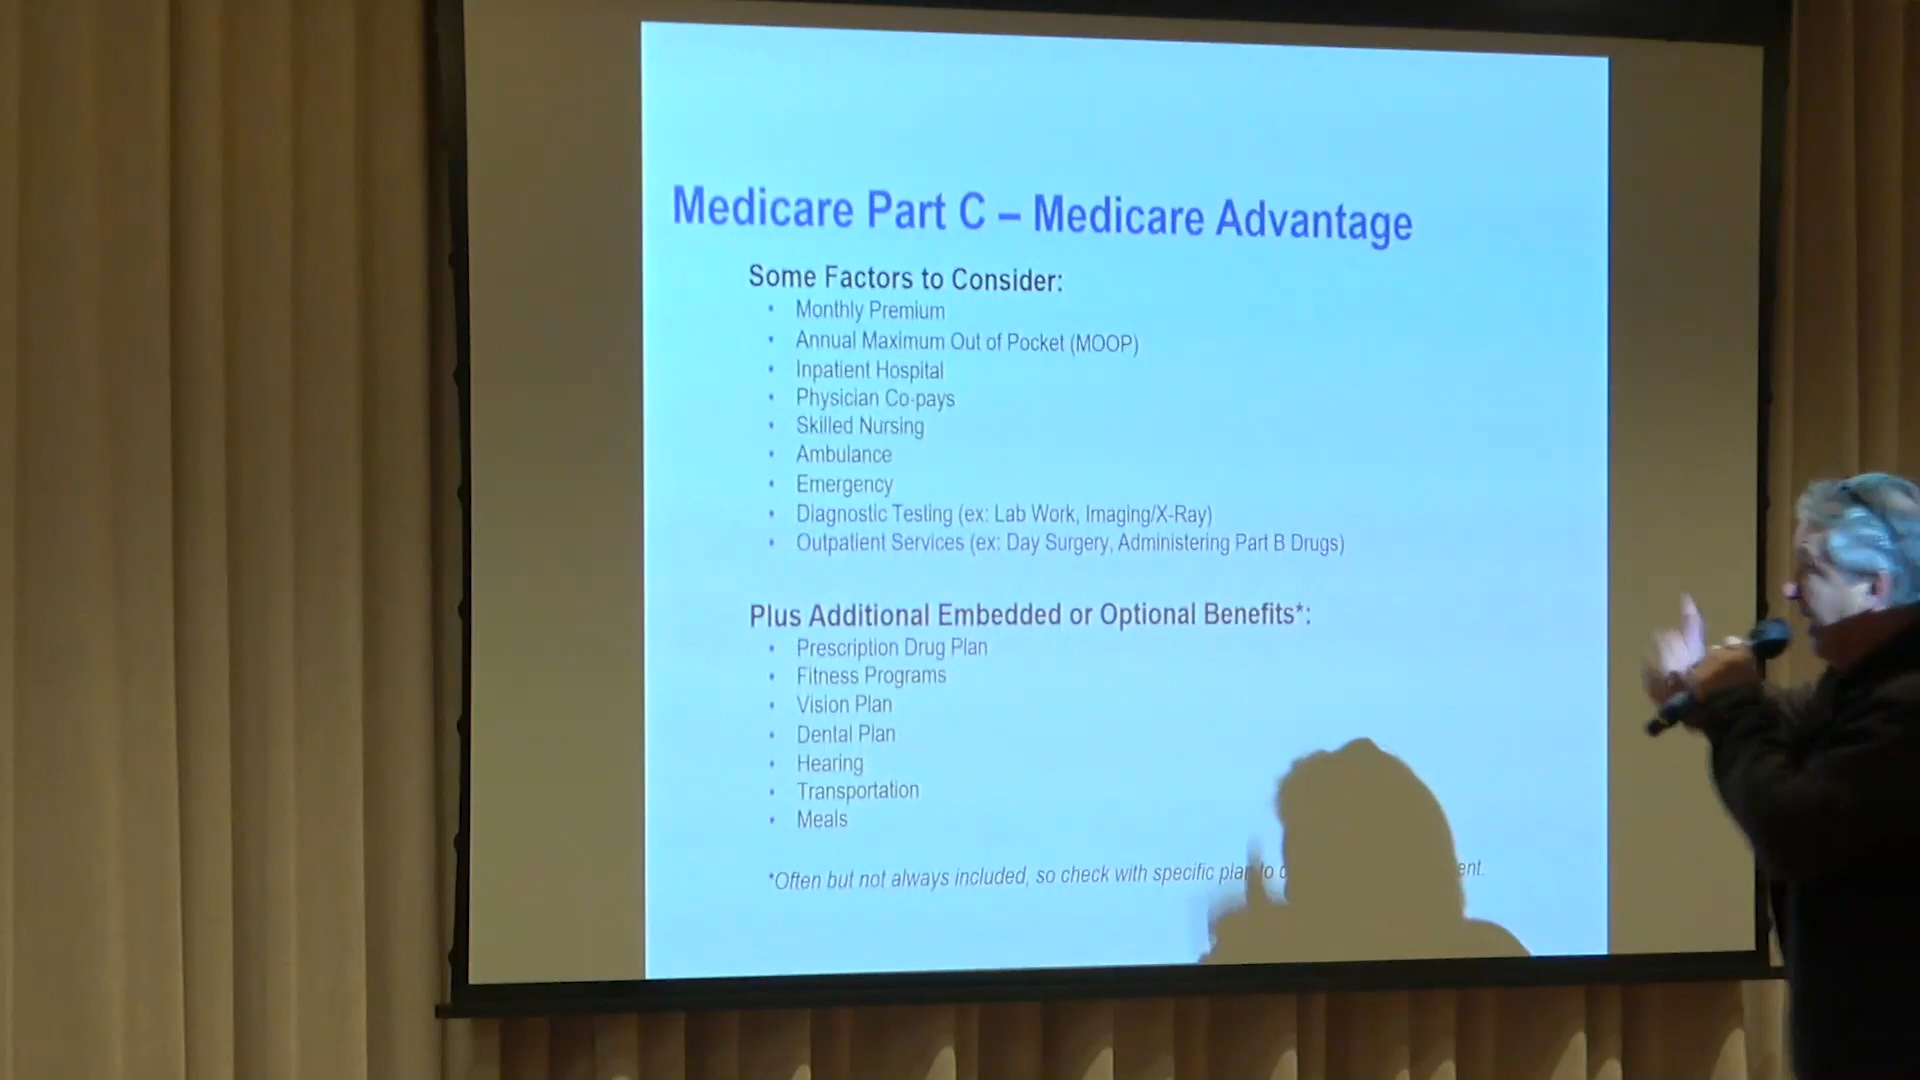 Medicare Part C – Medicare Advantage
Some Factors to Consider:
• Monthly Premium
• Annual Maximum Out of Pocket (MOOP)
• Inpatient Hospital
• Physician Co-pays
• Skilled Nursing
• Ambulance
• Emergency
• Diagnostic Testing (ex: Lab Work, Imaging/X-Ray)
• Outpatient Services (ex: Day Surgery, Administering Part B Drugs)
Plus Additional Embedded or Optional Benefits*:
• Prescription Drug Plan
• Fitness Programs
• Vision Plan
• Dental Plan
• Hearing
• Transportation
• Meals
*Often but not always included, so check with specific plan to